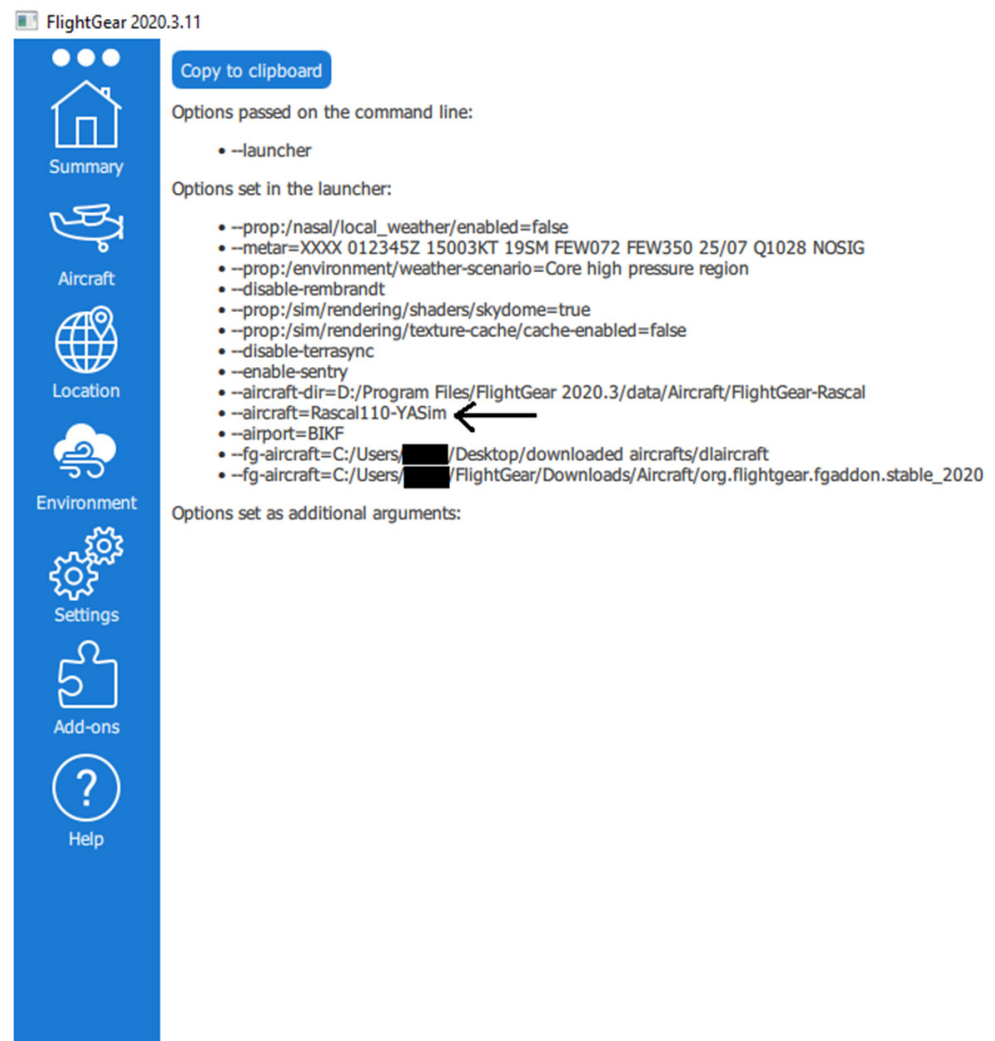 FlightGear 2020.3.11
Copy to clipboard
Options passed on the command line:
• --launcher
Options set in the launcher:
• --prop:/nasal/local_weather/enabled=false
• --metar=XXXX 012345Z 15003KT 19SM FEW072 FEW350 25/07 Q1028 NOSIG
• --prop:/environment/weather-scenario=Core high pressure region
• --disable-rembrandt
• --prop:/sim/rendering/shaders/skydome=true
• --prop:/sim/rendering/texture-cache/cache-enabled=false
• --disable-terrasync
• --enable-sentry
• --aircraft-dir=D:/Program Files/FlightGear 2020.3/data/Aircraft/FlightGear-Rascal
• --aircraft=Rascal110-YASim
• --airport=BIKF
• --fg-aircraft=C:/Users/ /Desktop/downloaded aircrafts/dlaircraft
• --fg-aircraft=C:/Users/ /FlightGear/Downloads/Aircraft/org.flightgear.fgaddon.stable_2020
Options set as additional arguments:
Summary
Aircraft
Location
Environment
Settings
Add-ons
?
Help